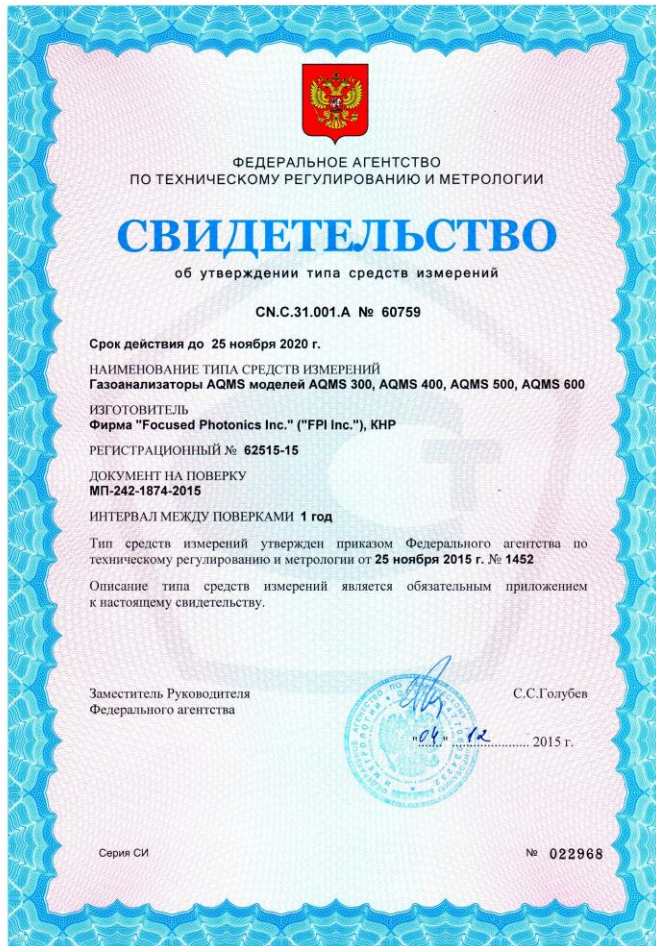 ФЕДЕРАЛЬНОЕ АГЕНТСТВО
ПО ТЕХНИЧЕСКОМУ РЕГУЛИРОВАНИЮ И МЕТРОЛОГИИ
СВИДЕТЕЛЬСТВО
об утверждении типа средств измерений
CN.C.31.001.A № 60759
Срок действия до 25 ноября 2020 г.
НАИМЕНОВАНИЕ ТИПА СРЕДСТВ ИЗМЕРЕНИЙ
Газоанализаторы AQMS моделей AQMS 300, AQMS 400, AQMS 500, AQMS 600
ИЗГОТОВИТЕЛЬ
Фирма "Focused Photonics Inc." ("FPI Inc."), КНР
РЕГИСТРАЦИОННЫЙ № 62515-15
ДОКУМЕНТ НА ПОВЕРКУ
МП-242-1874-2015
ИНТЕРВАЛ МЕЖДУ ПОВЕРКАМИ 1 год
Тип средств измерений утвержден приказом Федерального агентства по
техническому регулированию и метрологии от 25 ноября 2015 г. № 1452
Описание типа средств измерений является обязательным приложением
к настоящему свидетельству.
Заместитель Руководителя
Федерального агентства
С.С.Голубев
"04" 12 2015 г.
Серия СИ
№ 022968